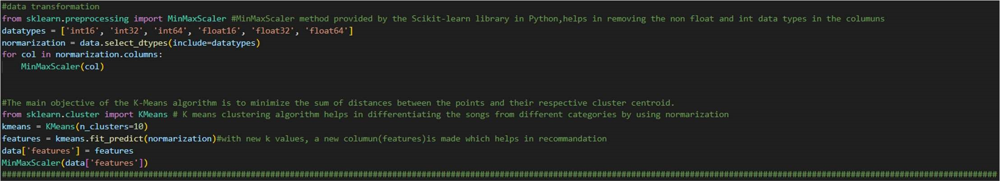 #data transformation
from sklearn.preprocessing import MinMaxScaler #MinMaxScaler method provided by the Scikit-learn library in Python,helps in removing the non float and int data types in the columuns
datatypes = ['int16', 'int32', 'int64', 'float16', 'float32', 'float64']
normarization = data.select_dtypes(include=datatypes)
for col in normarization.columns:
    MinMaxScaler(col)
#The main objective of the K-Means algorithm is to minimize the sum of distances between the points and their respective cluster centroid.
from sklearn.cluster import KMeans # K means clustering algorithm helps in differentiating the songs from different categories by using normarization
kmeans = KMeans(n_clusters=10)
features = kmeans.fit_predict(normarization)#with new k values, a new columun(features)is made which helps in recommandation
data['features'] = features
MinMaxScaler(data['features'])
############################################################################################################################################################################################################